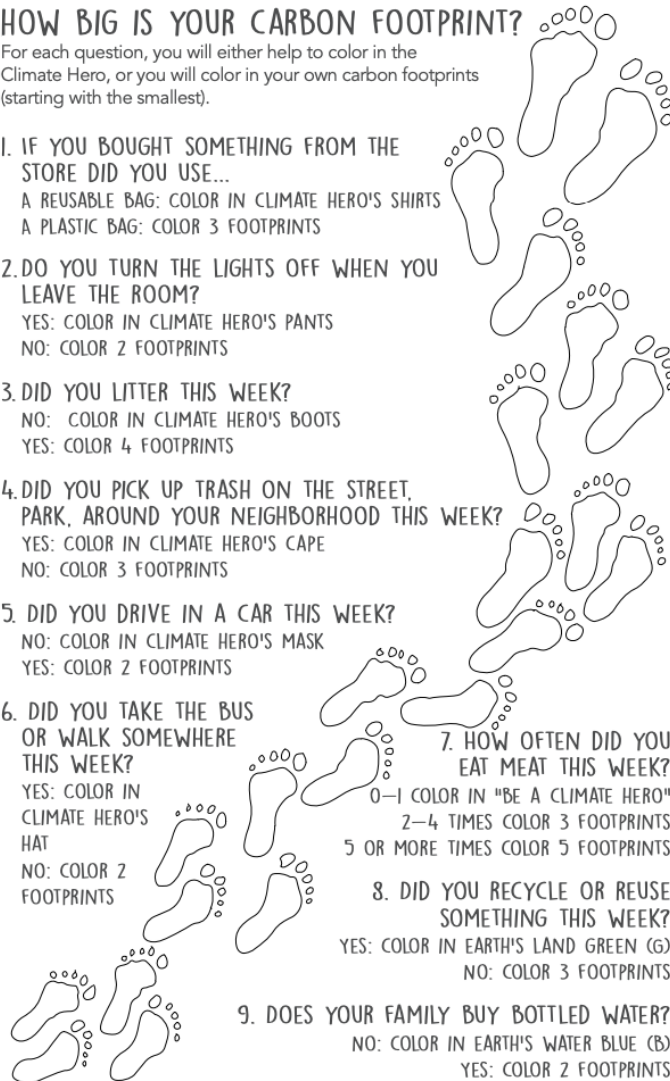 HOW BIG IS YOUR CARBON FOOTPRINT?
For each question, you will either help to color in the
Climate Hero, or you will color in your own carbon footprints
(starting with the smallest).
1. IF YOU BOUGHT SOMETHING FROM THE
STORE DID YOU USE...
A REUSABLE BAG: COLOR IN CLIMATE HERO'S SHIRTS
A PLASTIC BAG: COLOR 3 FOOTPRINTS
2. DO YOU TURN THE LIGHTS OFF WHEN YOU
LEAVE THE ROOM?
YES: COLOR IN CLIMATE HERO'S PANTS
NO: COLOR 2 FOOTPRINTS
3. DID YOU LITTER THIS WEEK?
NO: COLOR IN CLIMATE HERO'S BOOTS
YES: COLOR 4 FOOTPRINTS
4. DID YOU PICK UP TRASH ON THE STREET,
PARK, AROUND YOUR NEIGHBORHOOD THIS WEEK?
YES: COLOR IN CLIMATE HERO'S CAPE
NO: COLOR 3 FOOTPRINTS
5. DID YOU DRIVE IN A CAR THIS WEEK?
NO: COLOR IN CLIMATE HERO'S MASK
YES: COLOR 2 FOOTPRINTS
6. DID YOU TAKE THE BUS
OR WALK SOMEWHERE
THIS WEEK?
YES: COLOR IN
CLIMATE HERO'S
HAT
NO: COLOR 2
FOOTPRINTS
7. HOW OFTEN DID YOU
EAT MEAT THIS WEEK?
0–1 COLOR IN "BE A CLIMATE HERO"
2–4 TIMES COLOR 3 FOOTPRINTS
5 OR MORE TIMES COLOR 5 FOOTPRINTS
8. DID YOU RECYCLE OR REUSE
SOMETHING THIS WEEK?
YES: COLOR IN EARTH'S LAND GREEN (G)
NO: COLOR 3 FOOTPRINTS
9. DOES YOUR FAMILY BUY BOTTLED WATER?
NO: COLOR IN EARTH'S WATER BLUE (B)
YES: COLOR 2 FOOTPRINTS